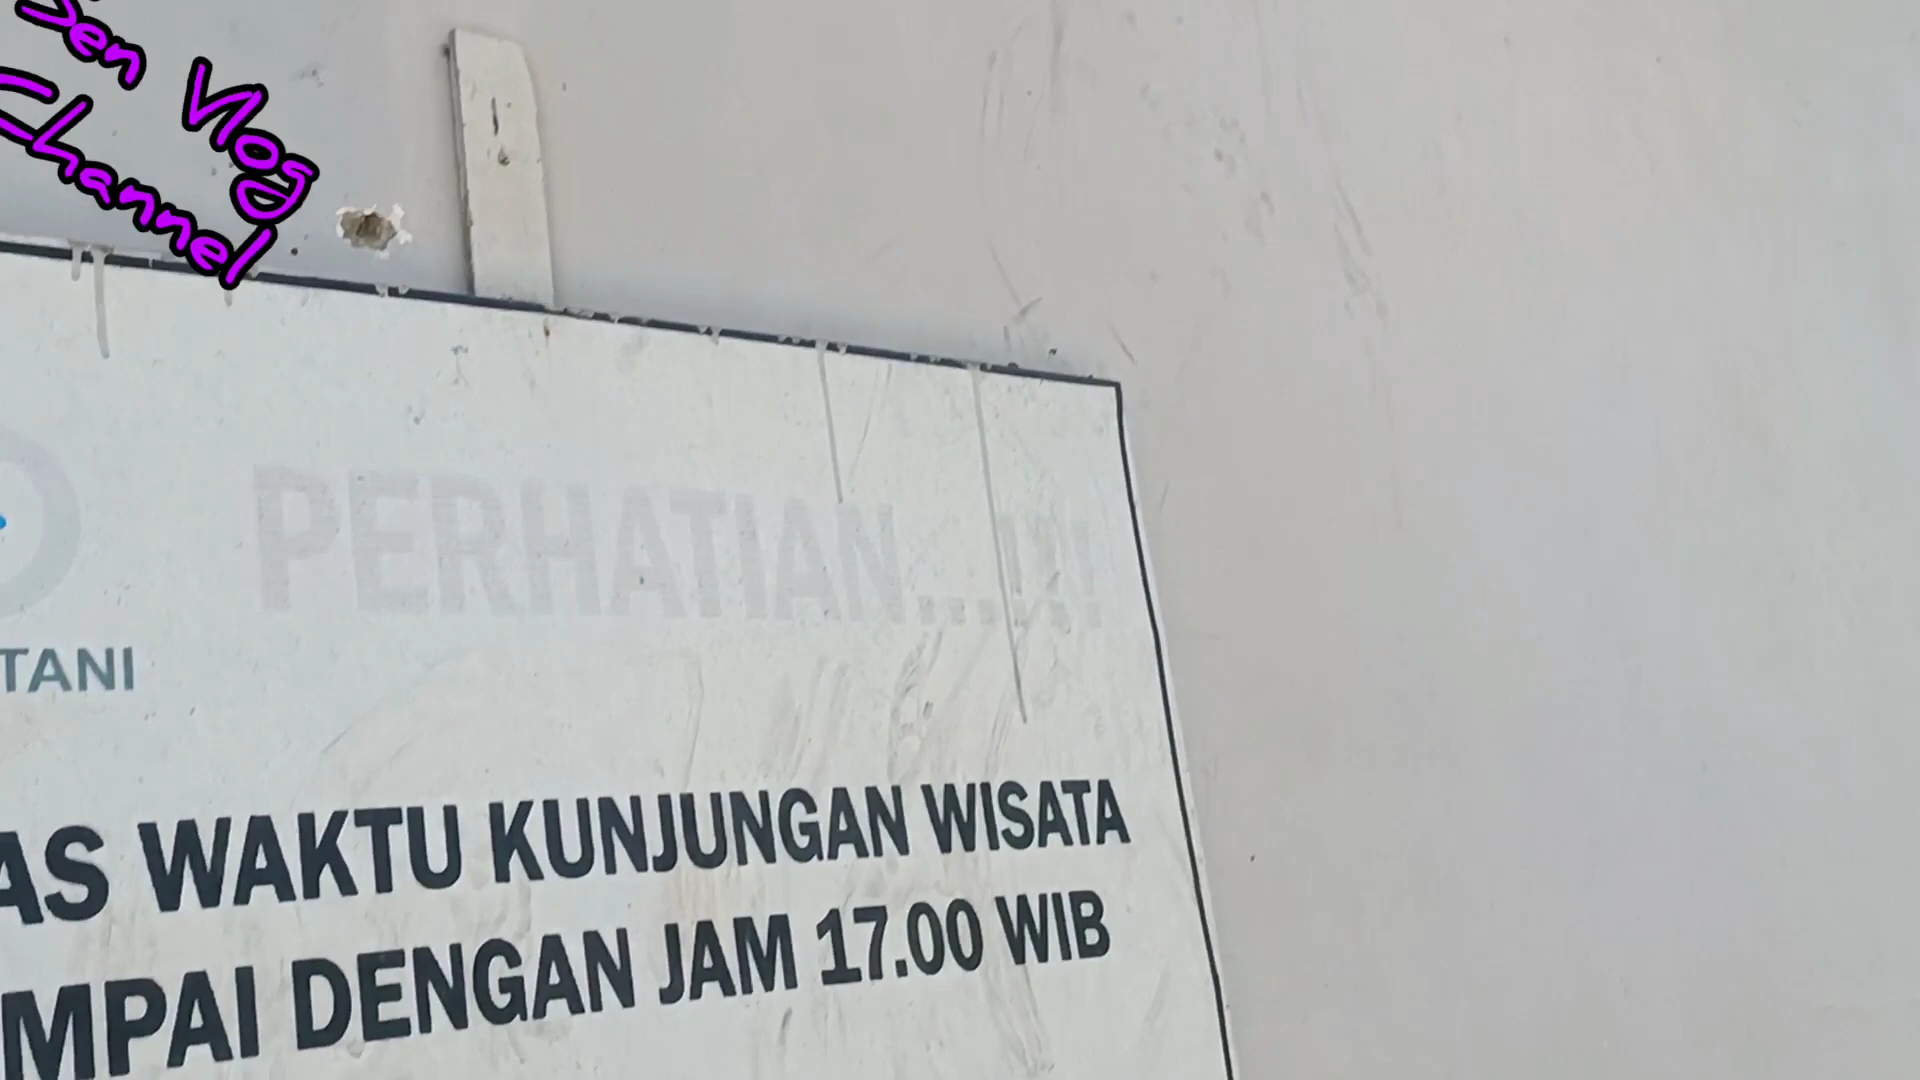 Sen Vlog
Channel
PERHATIAN...!!!
TANI
AS WAKTU KUNJUNGAN WISATA
MPAI DENGAN JAM 17.00 WIB